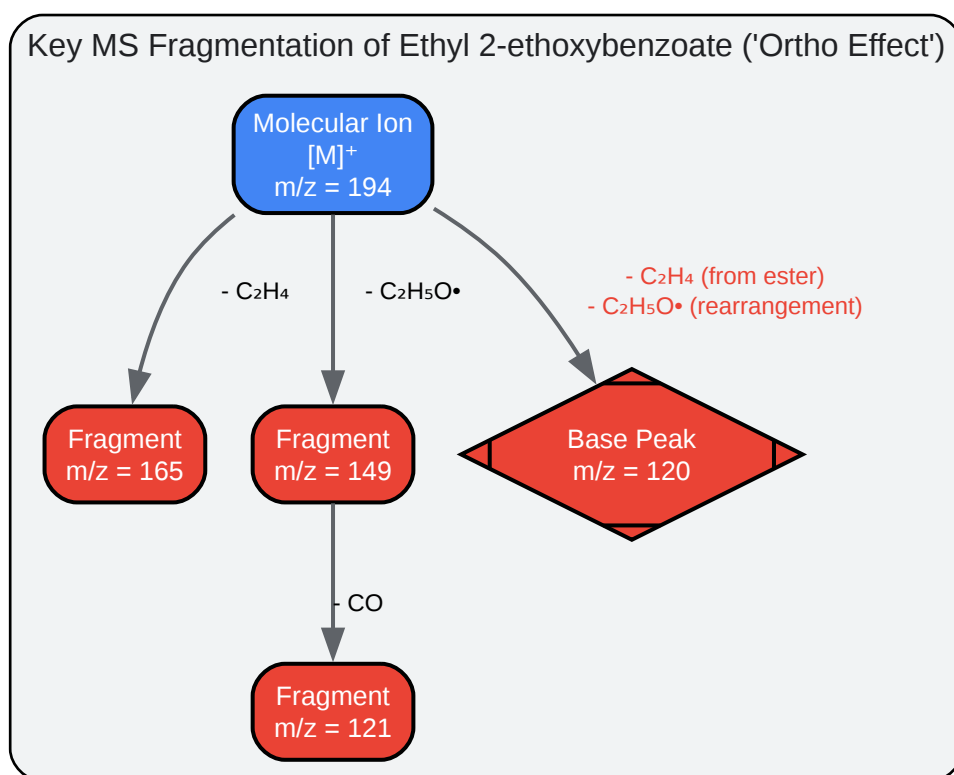 Key MS Fragmentation of Ethyl 2-ethoxybenzoate ('Ortho Effect')
Molecular Ion
[M]⁺
m/z = 194
- C₂H₄
- C₂H₅O•
- C₂H₄ (from ester)
- C₂H₅O• (rearrangement)
Fragment
m/z = 165
Fragment
m/z = 149
Base Peak
m/z = 120
- CO
Fragment
m/z = 121